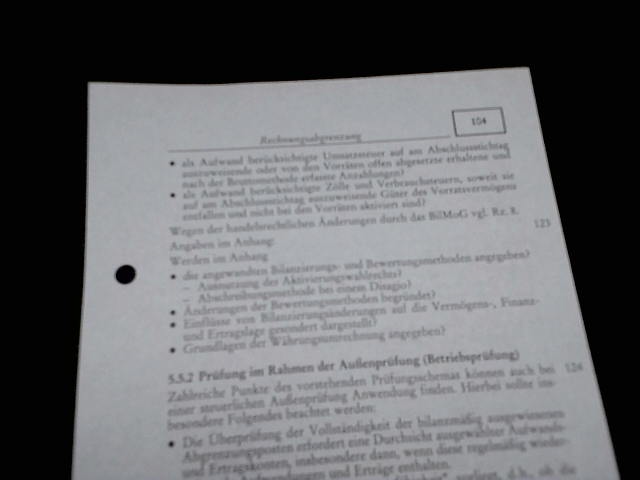 Rechnungsabgrenzung
104
• als Aufwand berücksichtigte Umsatzsteuer auf am Abschlussstichtag
auszuweisende oder von den Vorräten offen abgesetzte erhaltene und
nach der Bruttomethode erfasste Anzahlungen?
• als Aufwand berücksichtigte Zölle und Verbrauchsteuern, soweit sie
auf am Abschlussstichtag auszuweisende Güter des Vorratsvermögens
entfallen und nicht bei den Vorräten aktiviert sind?
Wegen der handelsrechtlichen Änderungen durch das BilMoG vgl. Rz. 8.
Angaben im Anhang: 123
Werden im Anhang
• die angewandten Bilanzierungs- und Bewertungsmethoden angegeben?
– Ausnutzung der Aktivierungswahlrechts?
– Abschreibungsmethode bei einem Disagio?
• Änderungen der Bewertungsmethoden begründet?
• Einflüsse von Bilanzierungsänderungen auf die Vermögens-, Finanz-
und Ertragslage gesondert dargestellt?
• Grundlagen der Währungsumrechnung angegeben?
5.5.2 Prüfung im Rahmen der Außenprüfung (Betriebsprüfung)
Zahlreiche Punkte des vorstehenden Prüfungsschemas können auch bei 124
einer steuerlichen Außenprüfung Anwendung finden. Hierbei sollte ins-
besondere Folgendes beachtet werden:
• Die Überprüfung der Vollständigkeit der bilanzmäßig ausgewiesenen
Abgrenzungsposten erfordert eine Durchsicht ausgewählter Aufwands-
und Ertragskonten, insbesondere dann, wenn diese regelmäßig wieder-
und Erträge enthalten.
d.h., ob die